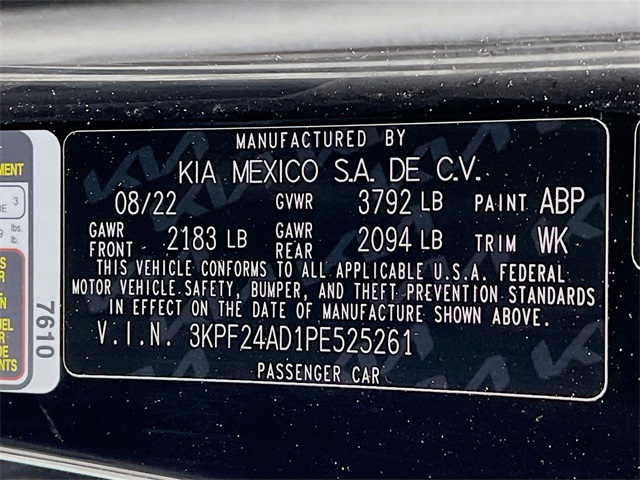 MANUFACTURED BY
KIA MEXICO S.A. DE C.V.
08/22 GVWR 3792 LB PAINT ABP
GAWR FRONT 2183 LB GAWR REAR 2094 LB TRIM WK
THIS VEHICLE CONFORMS TO ALL APPLICABLE U.S.A. FEDERAL
MOTOR VEHICLE SAFETY, BUMPER, AND THEFT PREVENTION STANDARDS
IN EFFECT ON THE DATE OF MANUFACTURE SHOWN ABOVE.
V.I.N. 3KPF24AD1PE525261
PASSENGER CAR
7610